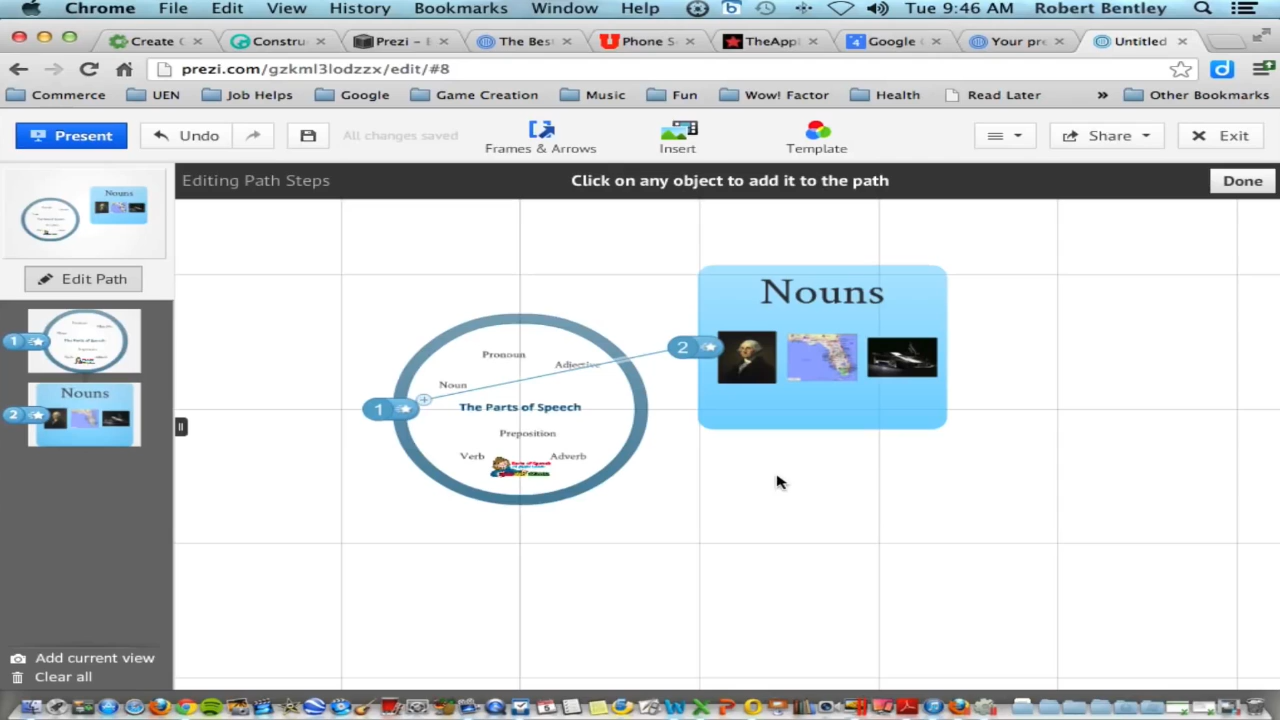 Chrome File Edit View History Bookmarks Window Help Tue 9:46 AM Robert Bentley
Create Constru Prezi - The Bes Phone S TheAppl Google Your pre Untitled
prezi.com/gzkml3lodzzx/edit/#8
Commerce UEN Job Helps Google Game Creation Music Fun Wow! Factor Health Read Later » Other Bookmarks
Present Undo All changes saved Frames & Arrows Insert Template Share Exit
Editing Path Steps Click on any object to add it to the path Done
Nouns
Edit Path
1
2 Nouns
Pronoun
Adjective
Noun
1 The Parts of Speech
Preposition
Verb Adverb
Nouns
2
Add current view
Clear all